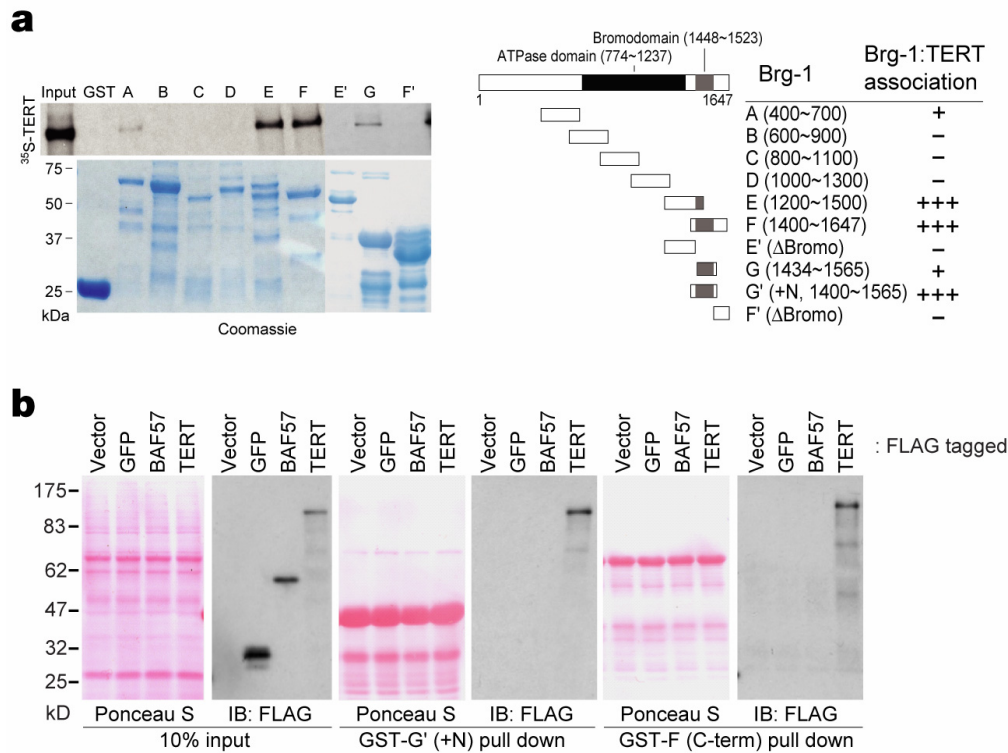 a
Input GST A B C D E F E' G F'
³⁵S-TERT
75
50
37
25
kDa
Coomassie
Bromodomain (1448~1523)
ATPase domain (774~1237)
1
1647
Brg-1
Brg-1:TERT
association
A (400~700) +
B (600~900) −
C (800~1100) −
D (1000~1300) −
E (1200~1500) +++
F (1400~1647) +++
E' (ΔBromo) −
G (1434~1565) +
G' (+N, 1400~1565) +++
F' (ΔBromo) −
b
Vector GFP BAF57 TERT Vector GFP BAF57 TERT Vector GFP BAF57 TERT Vector GFP BAF57 TERT Vector GFP BAF57 TERT Vector GFP BAF57 TERT
: FLAG tagged
175
83
62
47
32
25
kD
Ponceau S IB: FLAG Ponceau S IB: FLAG Ponceau S IB: FLAG
10% input GST-G' (+N) pull down GST-F (C-term) pull down